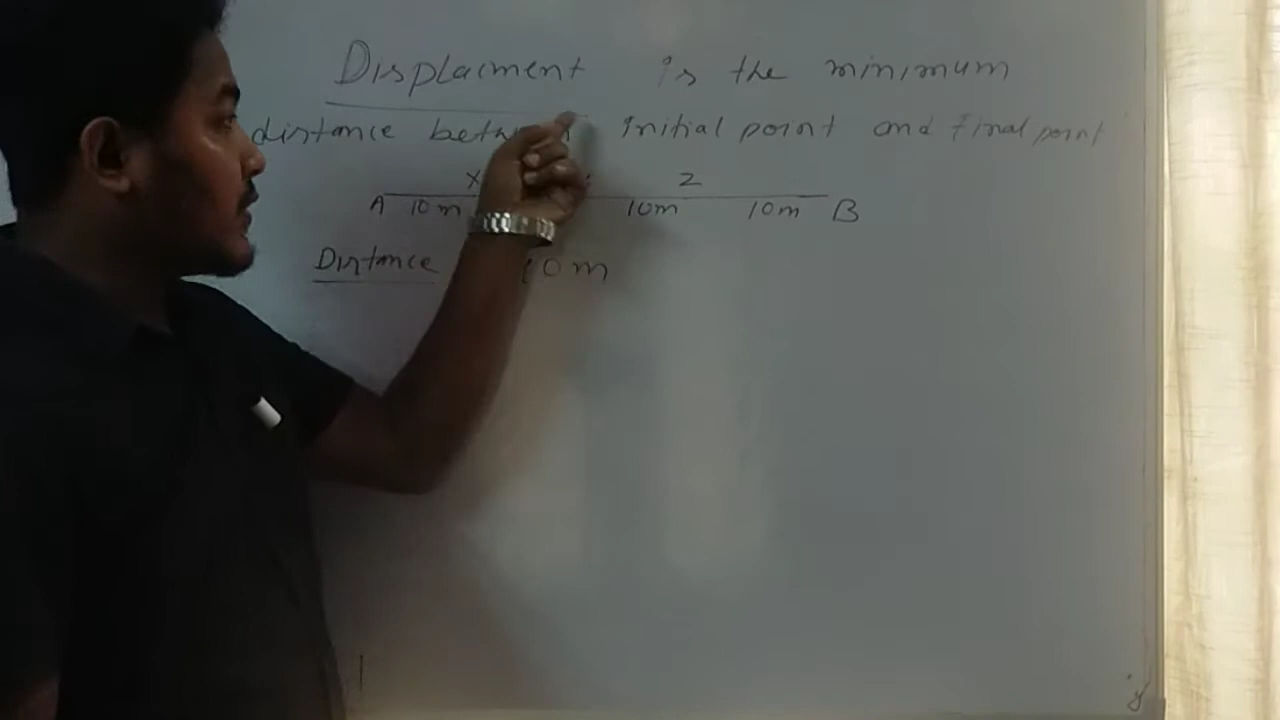 Displacment is the minimum
distance initial point and final point
X Z
A 10m 10m 10m B
Distance